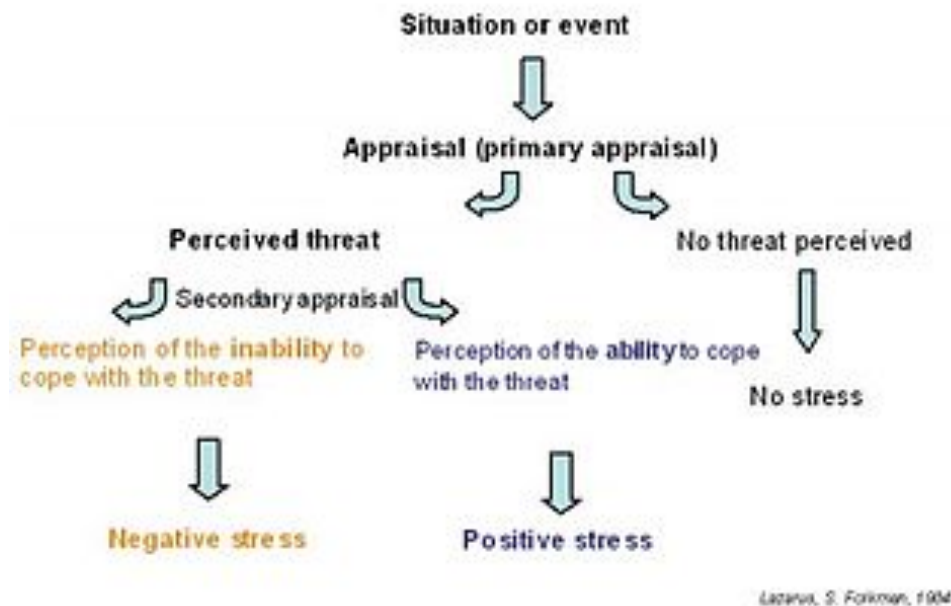 Situation or event
Appraisal (primary appraisal)
Perceived threat
No threat perceived
Secondary appraisal
Perception of the inability to
cope with the threat
Perception of the ability to cope
with the threat
No stress
Negative stress
Positive stress
Lazarus, S. Folkman,